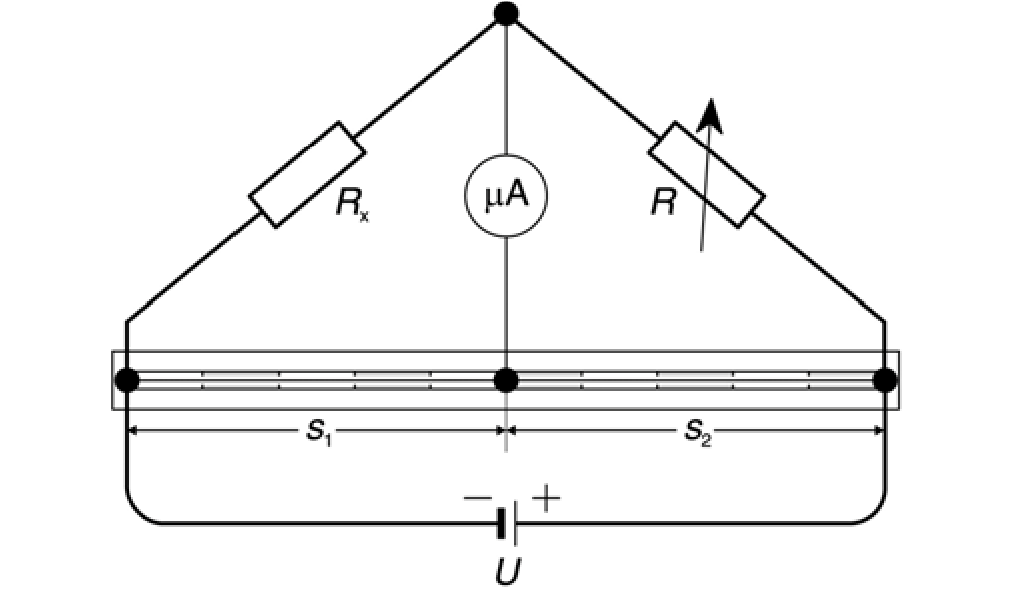 μA
Rₓ
R
s₁
s₂
− +
U